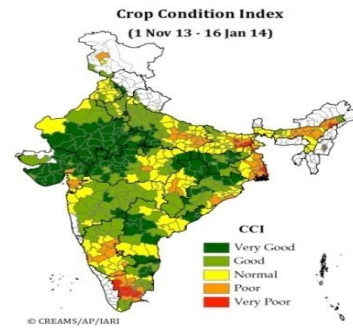 Crop Condition Index
(1 Nov 13 - 16 Jan 14)
CCI
Very Good
Good
Normal
Poor
Very Poor
© CREAMS/AP/IARI